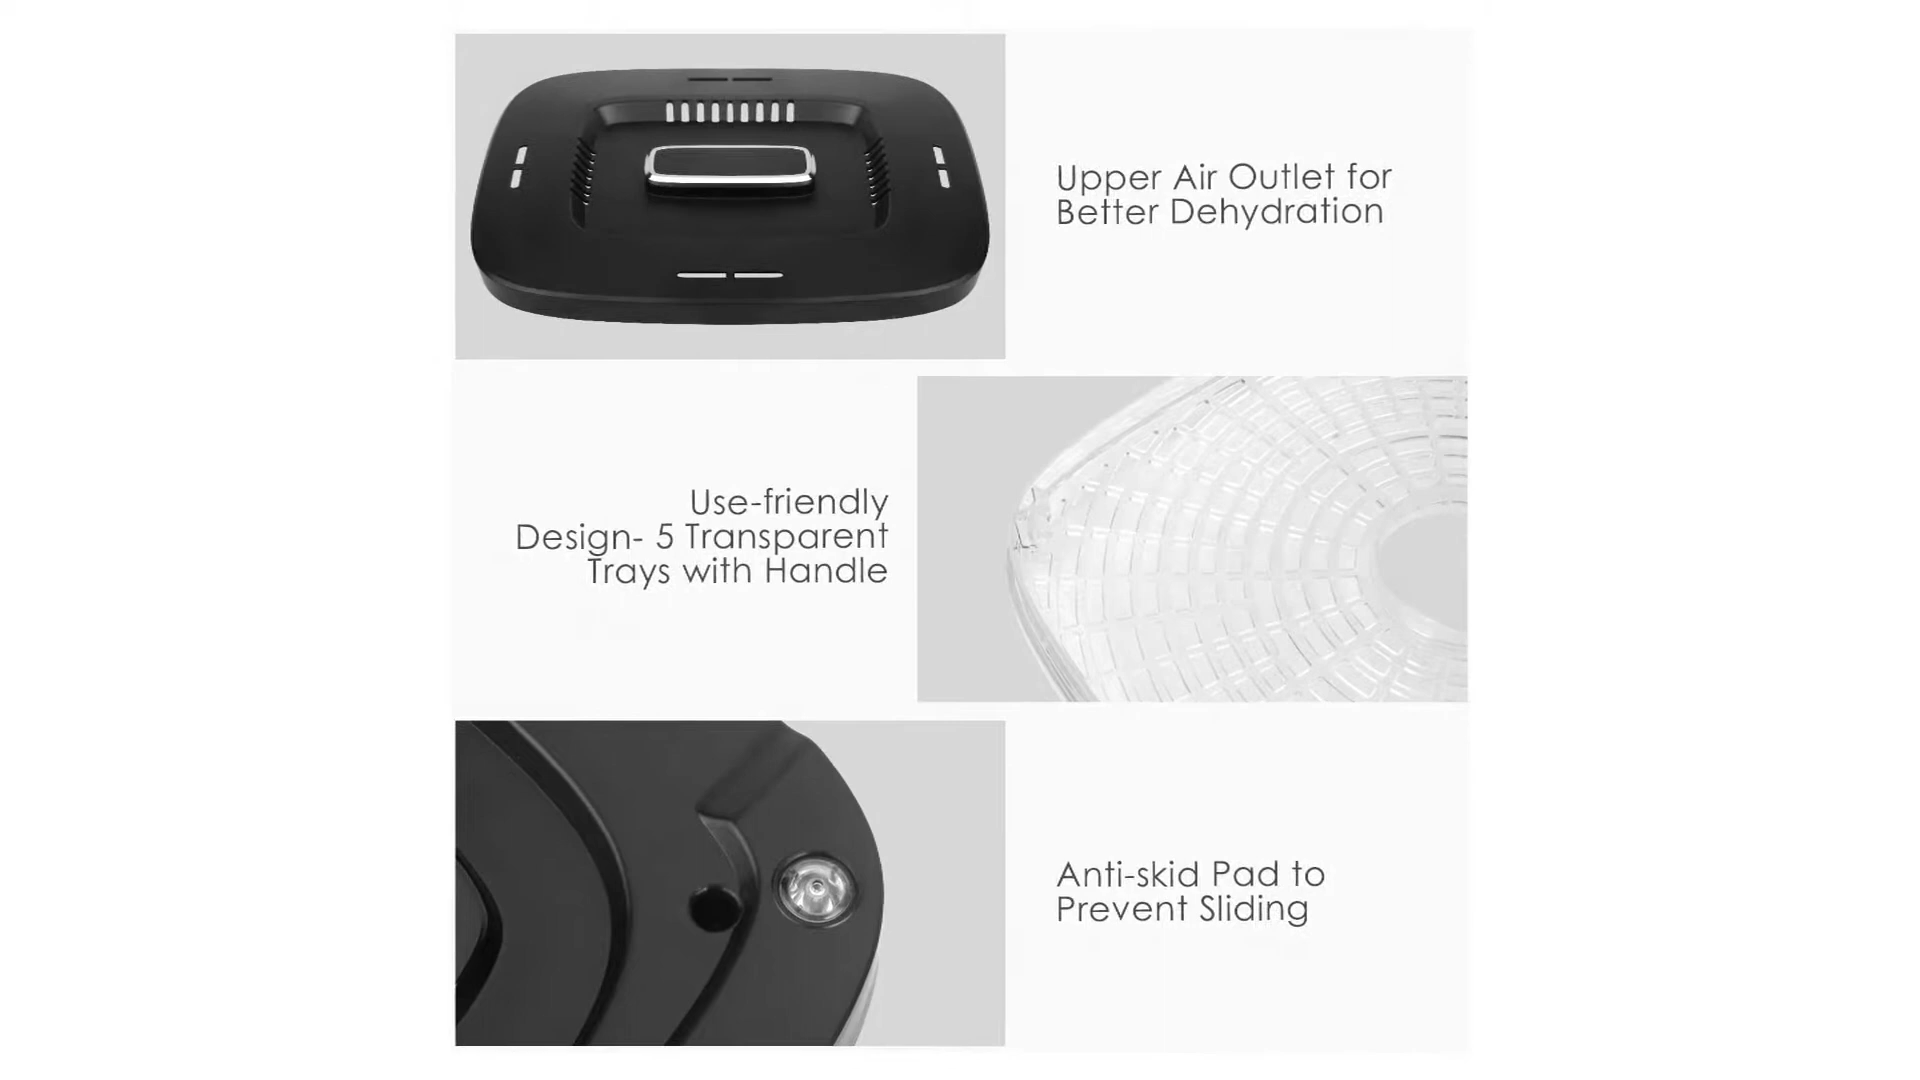 Upper Air Outlet for
Better Dehydration
Use-friendly
Design- 5 Transparent
Trays with Handle
Anti-skid Pad to
Prevent Sliding